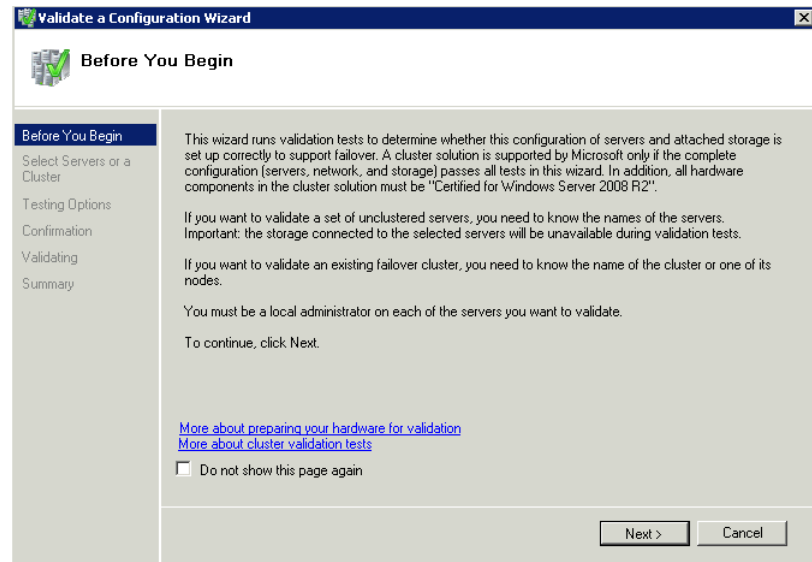 Validate a Configuration Wizard
Before You Begin
Before You Begin
Select Servers or a
Cluster
Testing Options
Confirmation
Validating
Summary
This wizard runs validation tests to determine whether this configuration of servers and attached storage is
set up correctly to support failover. A cluster solution is supported by Microsoft only if the complete
configuration (servers, network, and storage) passes all tests in this wizard. In addition, all hardware
components in the cluster solution must be "Certified for Windows Server 2008 R2".
If you want to validate a set of unclustered servers, you need to know the names of the servers.
Important: the storage connected to the selected servers will be unavailable during validation tests.
If you want to validate an existing failover cluster, you need to know the name of the cluster or one of its
nodes.
You must be a local administrator on each of the servers you want to validate.
To continue, click Next.
More about preparing your hardware for validation
More about cluster validation tests
Do not show this page again
Next >
Cancel